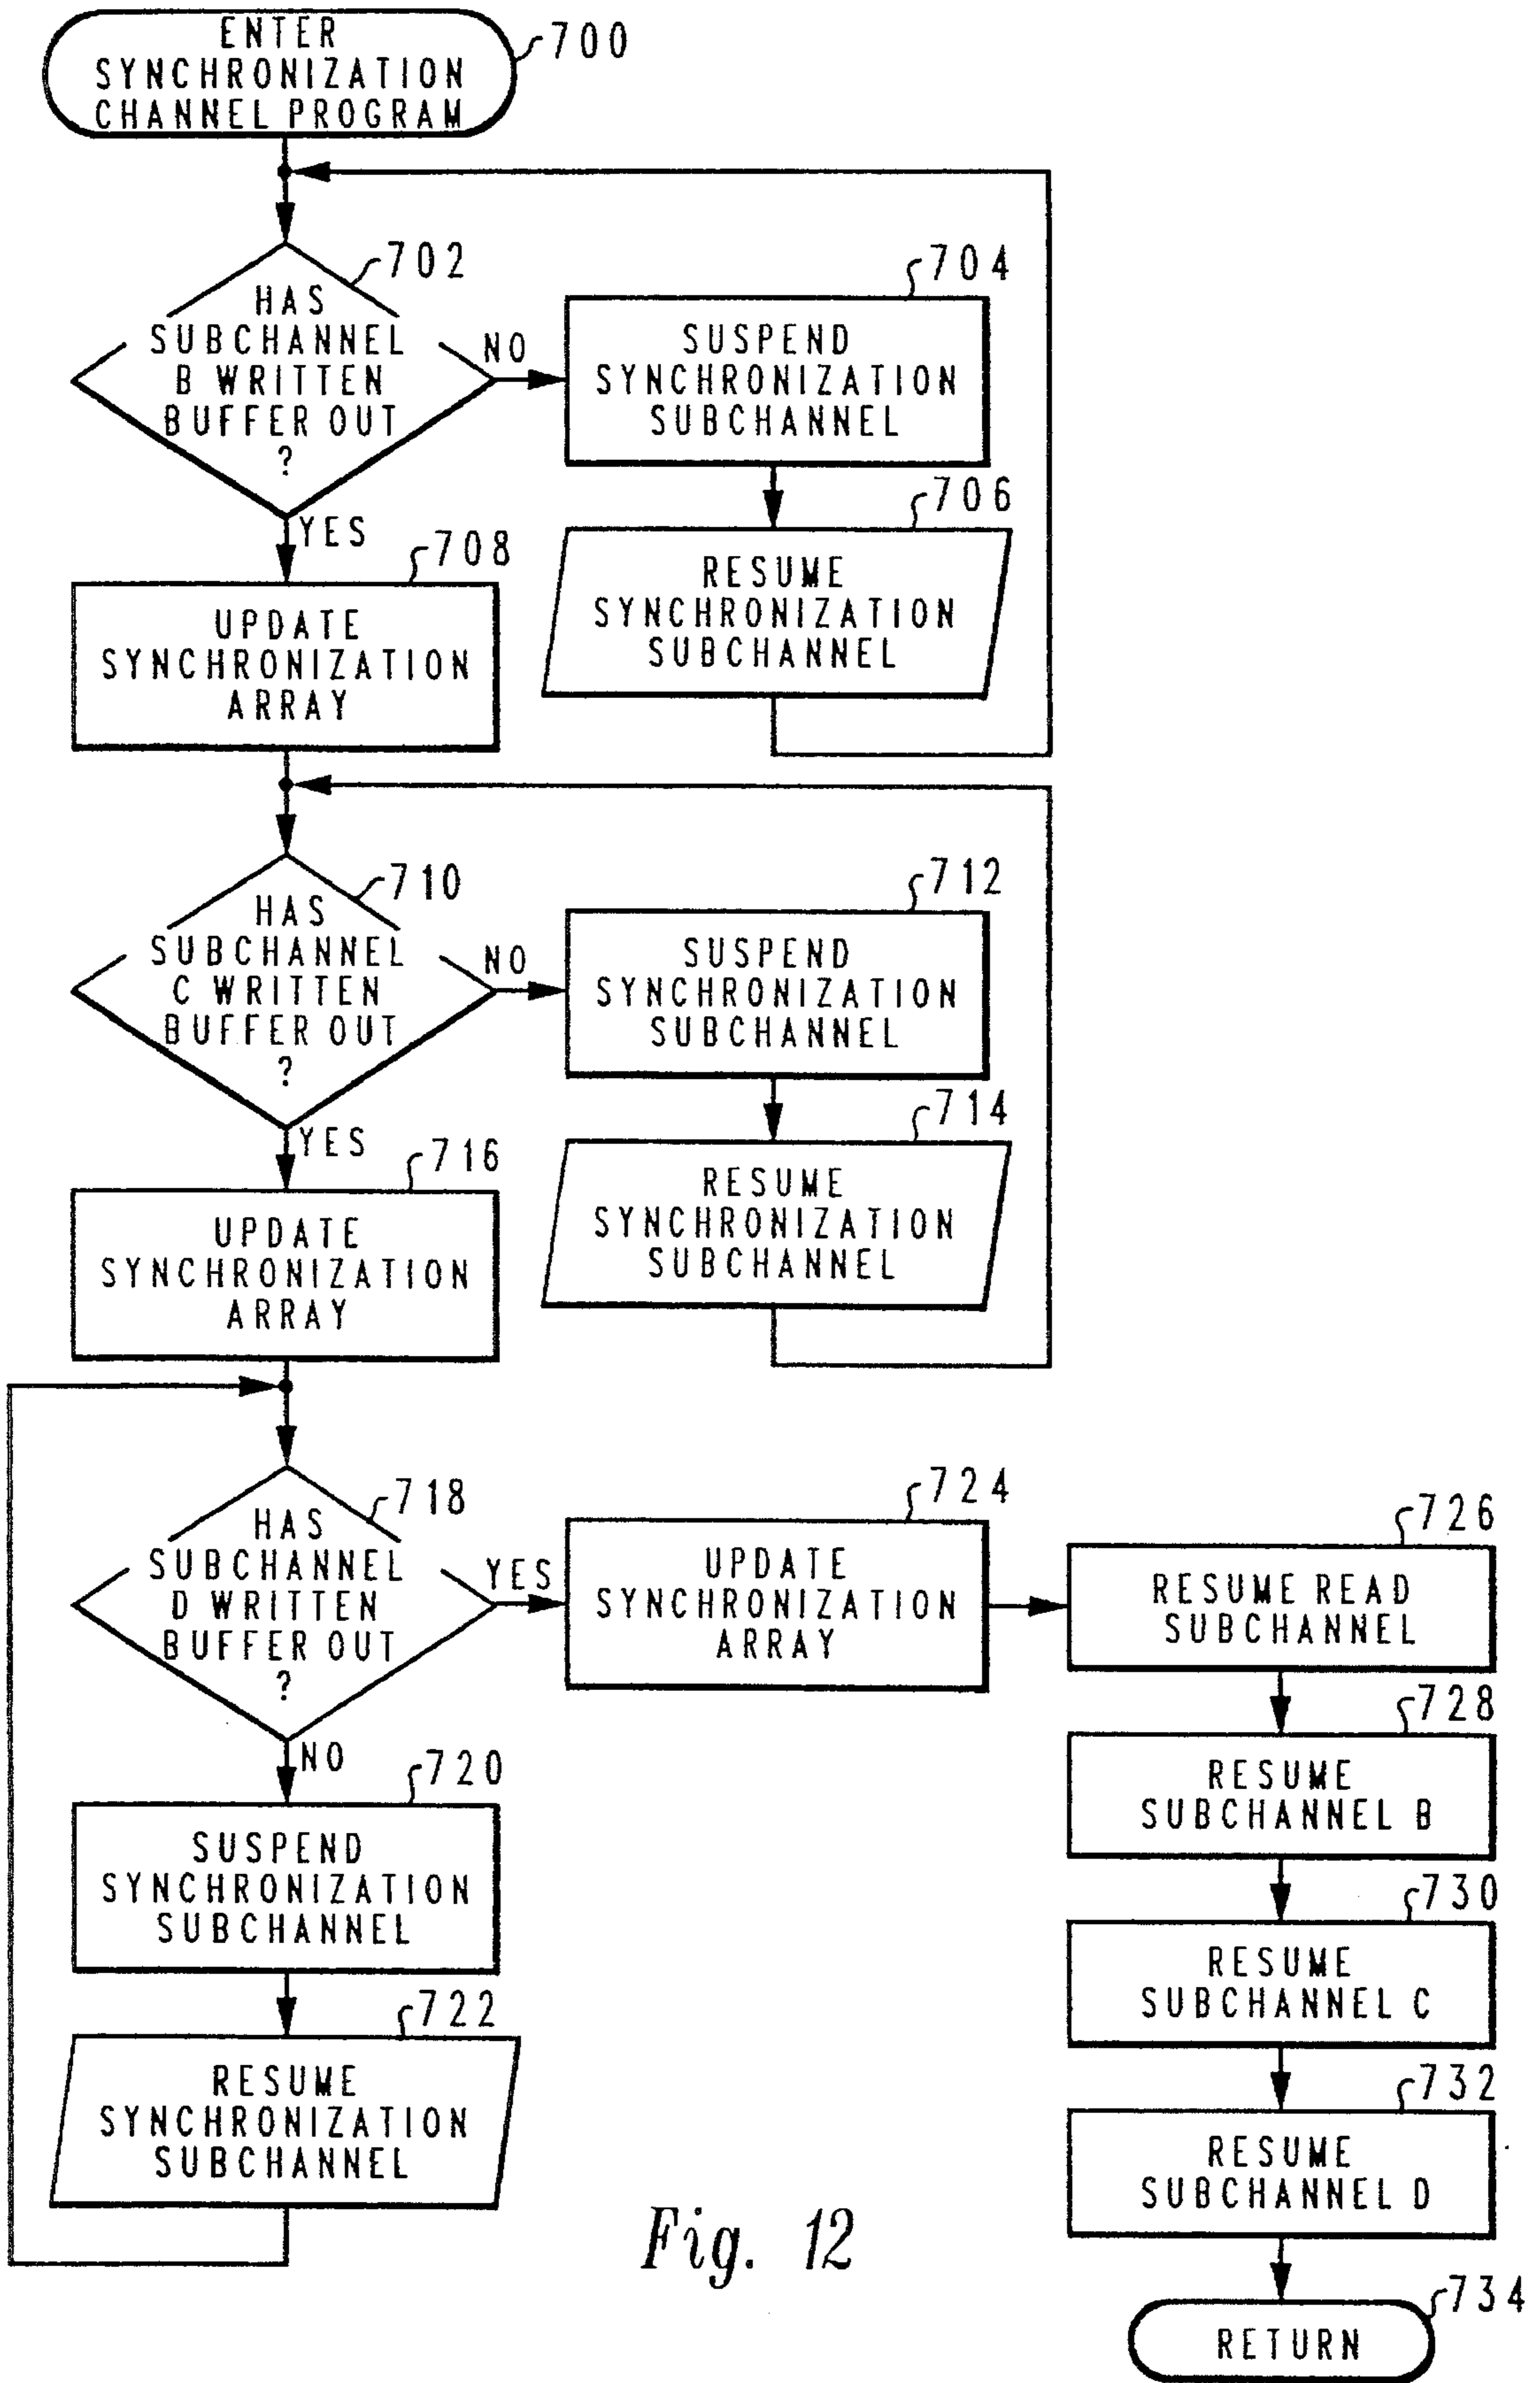 ENTER
SYNCHRONIZATION
CHANNEL PROGRAM
700
702
HAS
SUBCHANNEL
B WRITTEN
BUFFER OUT
?
NO
YES
704
SUSPEND
SYNCHRONIZATION
SUBCHANNEL
706
RESUME
SYNCHRONIZATION
SUBCHANNEL
708
UPDATE
SYNCHRONIZATION
ARRAY
710
HAS
SUBCHANNEL
C WRITTEN
BUFFER OUT
?
NO
YES
712
SUSPEND
SYNCHRONIZATION
SUBCHANNEL
714
RESUME
SYNCHRONIZATION
SUBCHANNEL
716
UPDATE
SYNCHRONIZATION
ARRAY
718
HAS
SUBCHANNEL
D WRITTEN
BUFFER OUT
?
YES
NO
720
SUSPEND
SYNCHRONIZATION
SUBCHANNEL
722
RESUME
SYNCHRONIZATION
SUBCHANNEL
724
UPDATE
SYNCHRONIZATION
ARRAY
726
RESUME READ
SUBCHANNEL
728
RESUME
SUBCHANNEL B
730
RESUME
SUBCHANNEL C
732
RESUME
SUBCHANNEL D
734
RETURN
Fig. 12